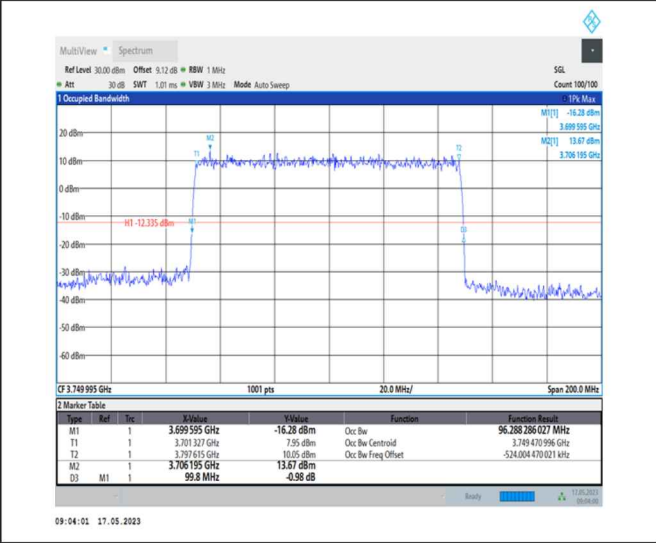 MultiView Spectrum
Ref Level 30.00 dBm Offset 9.12 dB RBW 1 MHz SGL
Att 30 dB SWT 1.01 ms VBW 3 MHz Mode Auto Sweep Count 100/100
1 Occupied Bandwidth 1Pk Max
M1[1] -16.28 dBm
3.699 595 GHz
M2[1] 13.67 dBm
3.706 195 GHz
20 dBm
M2
T1
T2
10 dBm
0 dBm
-10 dBm
H1 -12.335 dBm
M1
D3
-20 dBm
-30 dBm
-40 dBm
-50 dBm
-60 dBm
CF 3.749 995 GHz 1001 pts 20.0 MHz/ Span 200.0 MHz
2 Marker Table
Type Ref Trc X-Value Y-Value Function Function Result
M1 1 3.699 595 GHz -16.28 dBm Occ Bw 96.288 286 027 MHz
T1 1 3.701 327 GHz 7.95 dBm Occ Bw Centroid 3.749 470 996 GHz
T2 1 3.797 615 GHz 10.05 dBm Occ Bw Freq Offset -524.004 470 021 kHz
M2 1 3.706 195 GHz 13.67 dBm
D3 M1 1 99.8 MHz -0.98 dB
Ready 17.05.2023
09:04:00
09:04:01 17.05.2023